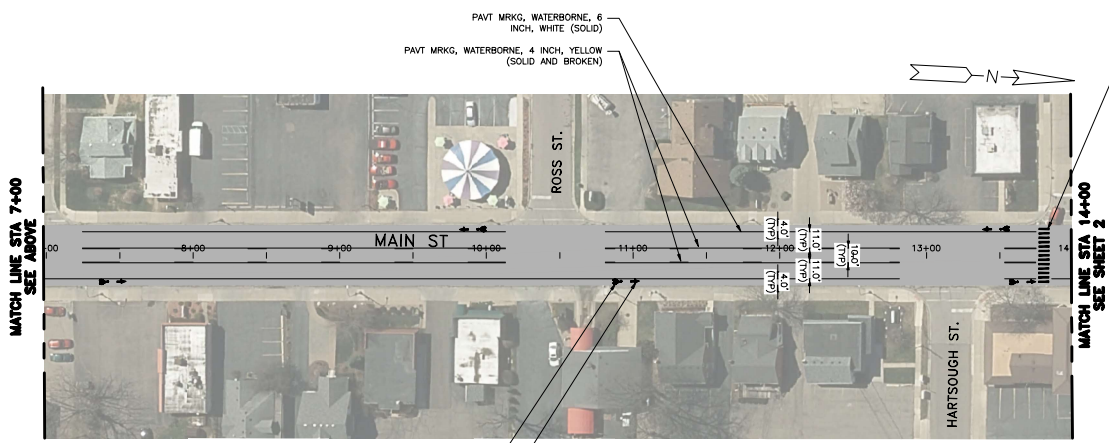 PAVT MRKG, WATERBORNE, 6
INCH, WHITE (SOLID)
PAVT MRKG, WATERBORNE, 4 INCH, YELLOW
(SOLID AND BROKEN)
N
MATCH LINE STA 7+00
SEE ABOVE
ROSS ST.
MAIN ST
00
8+00
9+00
10+00
11+00
12+00
13+00
14
4.0'
(TYP)
11.0'
(TYP)
10.0'
(TYP)
11.0'
(TYP)
4.0'
(TYP)
HARTSOUGH ST.
MATCH LINE STA 14+00
SEE SHEET 2